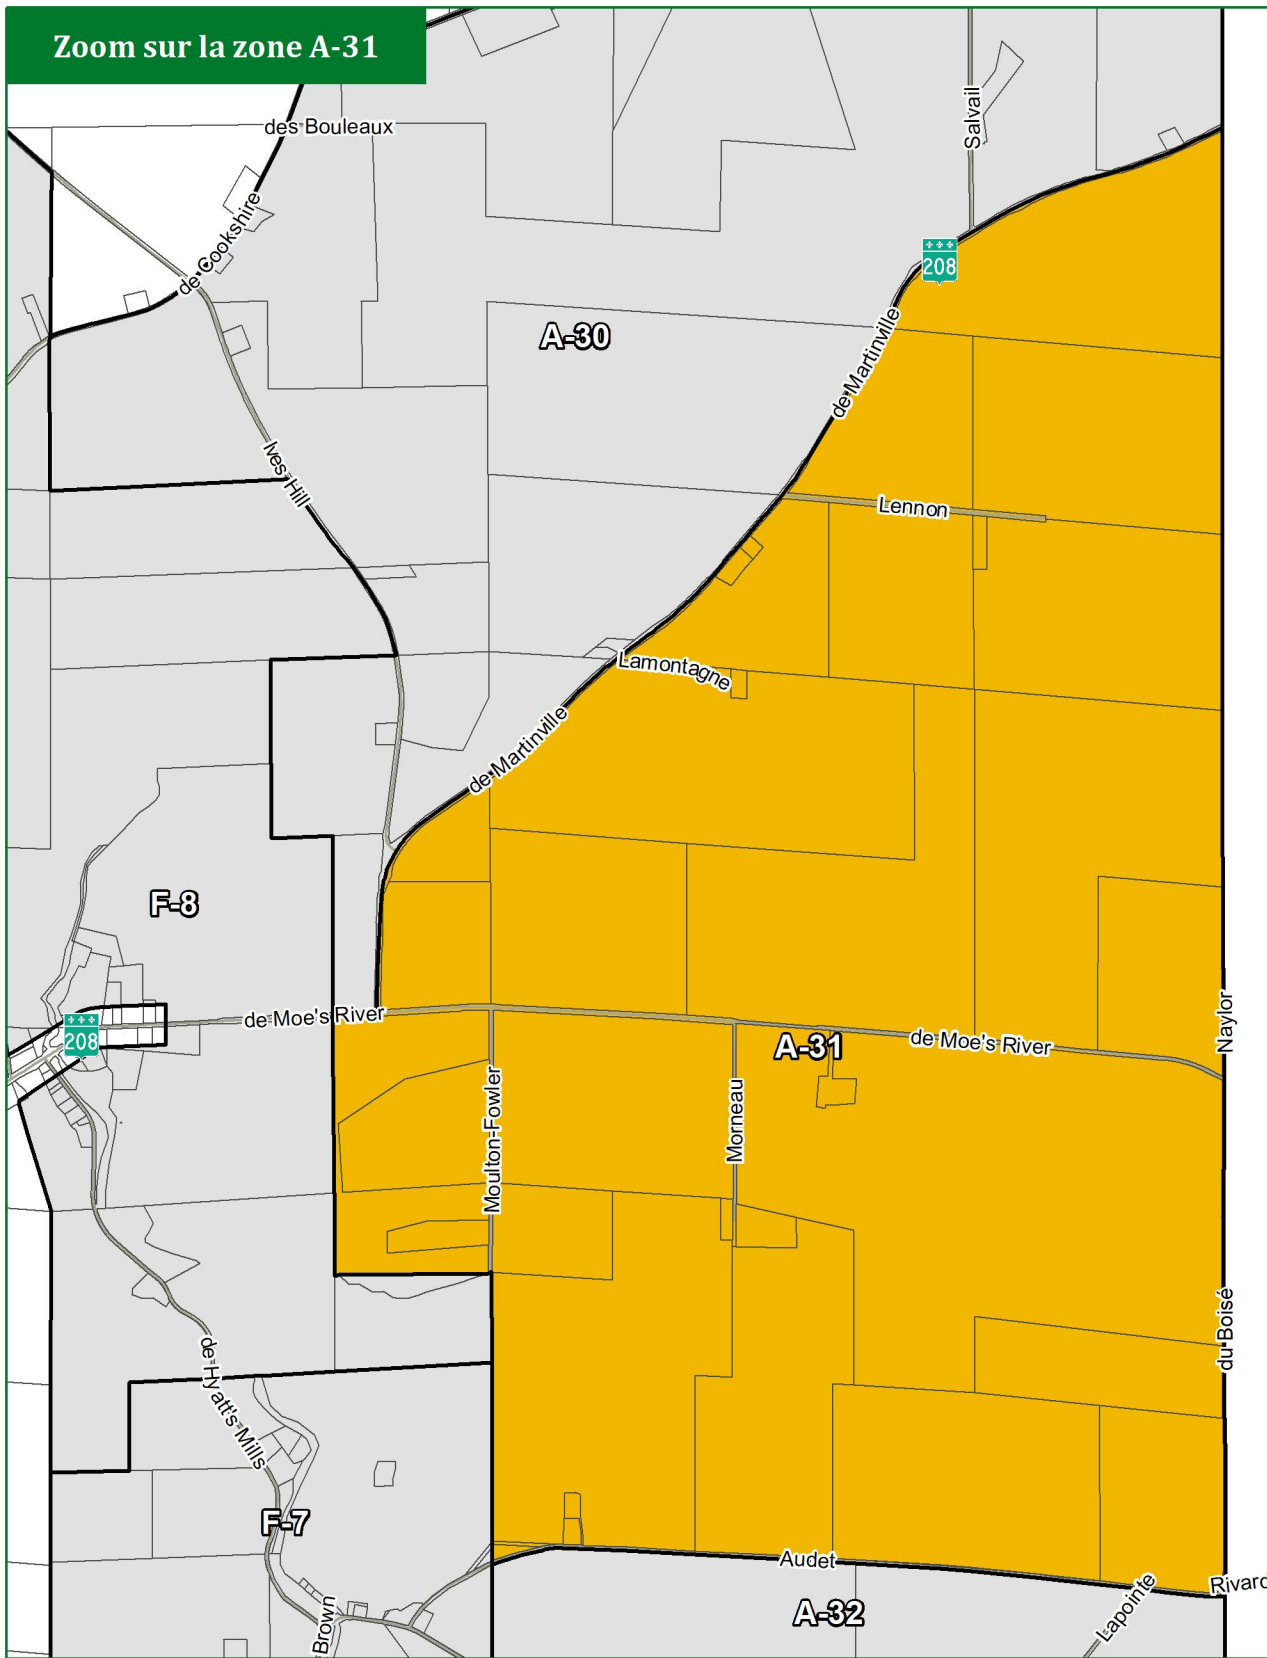 Zoom sur la zone A-31
des Bouleaux
Salvail
de Cookshire
208
A-30
de Martinville
Ives Hill
Lennon
Lamontagne
de Martinville
F-8
Naylor
de Moe's River
208
A-31
de Moe's River
Moulton-Fowler
Morneau
du Boisé
de Hyatt's Mills
F-7
Audet
Rivard
Lapointe
A-32
Brown